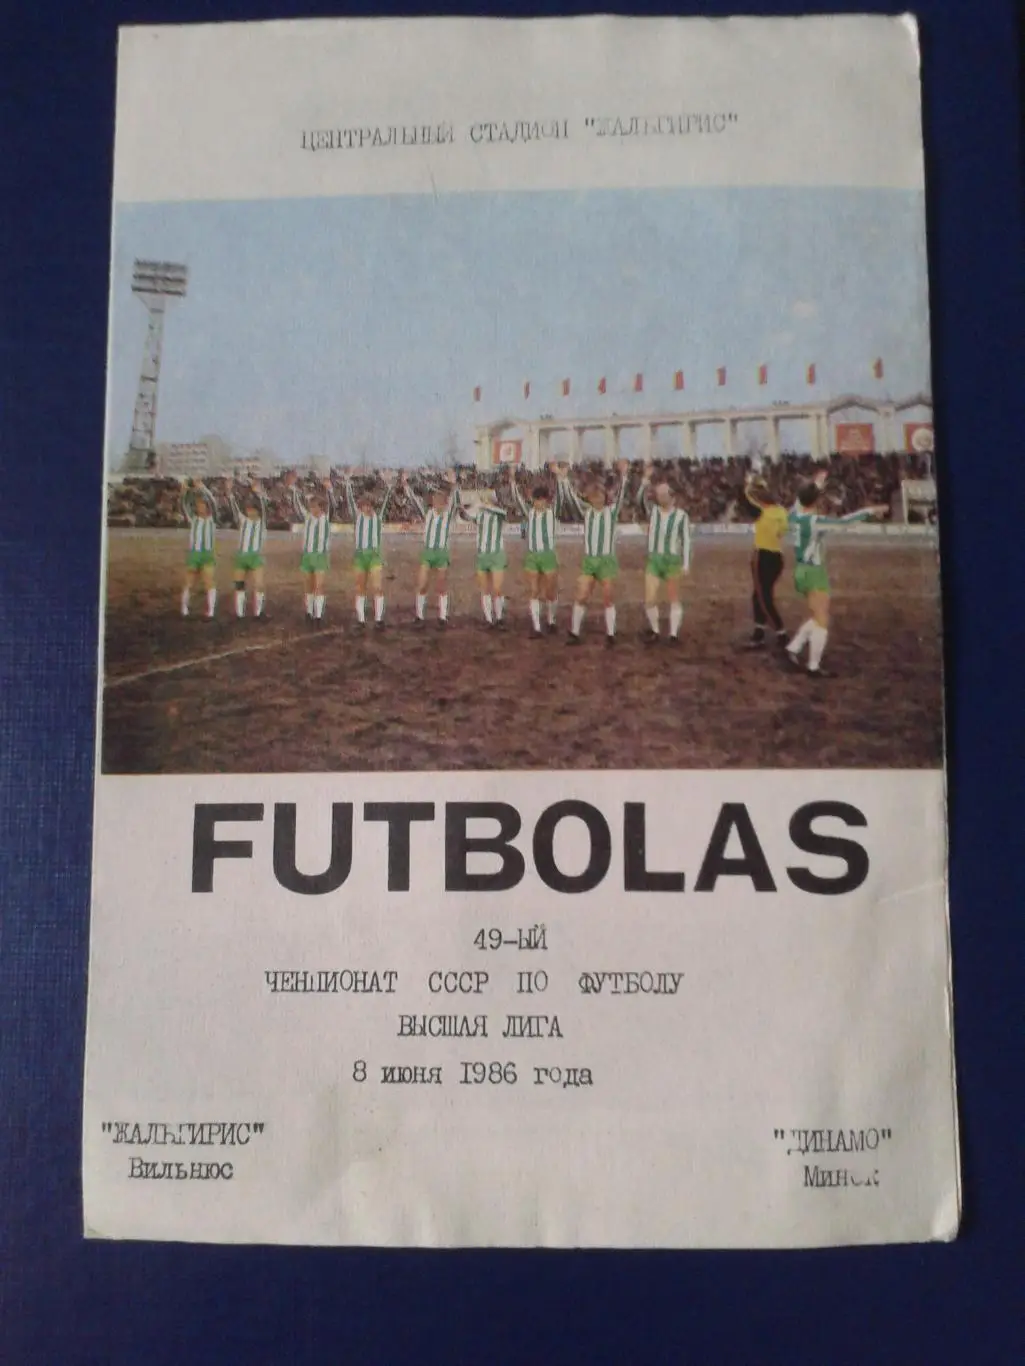 ЦЕНТРАЛЬНЫЙ СТАДИОН "ЖАЛЬГИРИС"
FUTBOLAS
49-ЫЙ
ЧЕМПИОНАТ СССР ПО ФУТБОЛУ
ВЫСШАЯ ЛИГА
8 июня 1986 года
"ЖАЛЬГИРИС"
Вильнюс
"ДИНАМО"
Минск